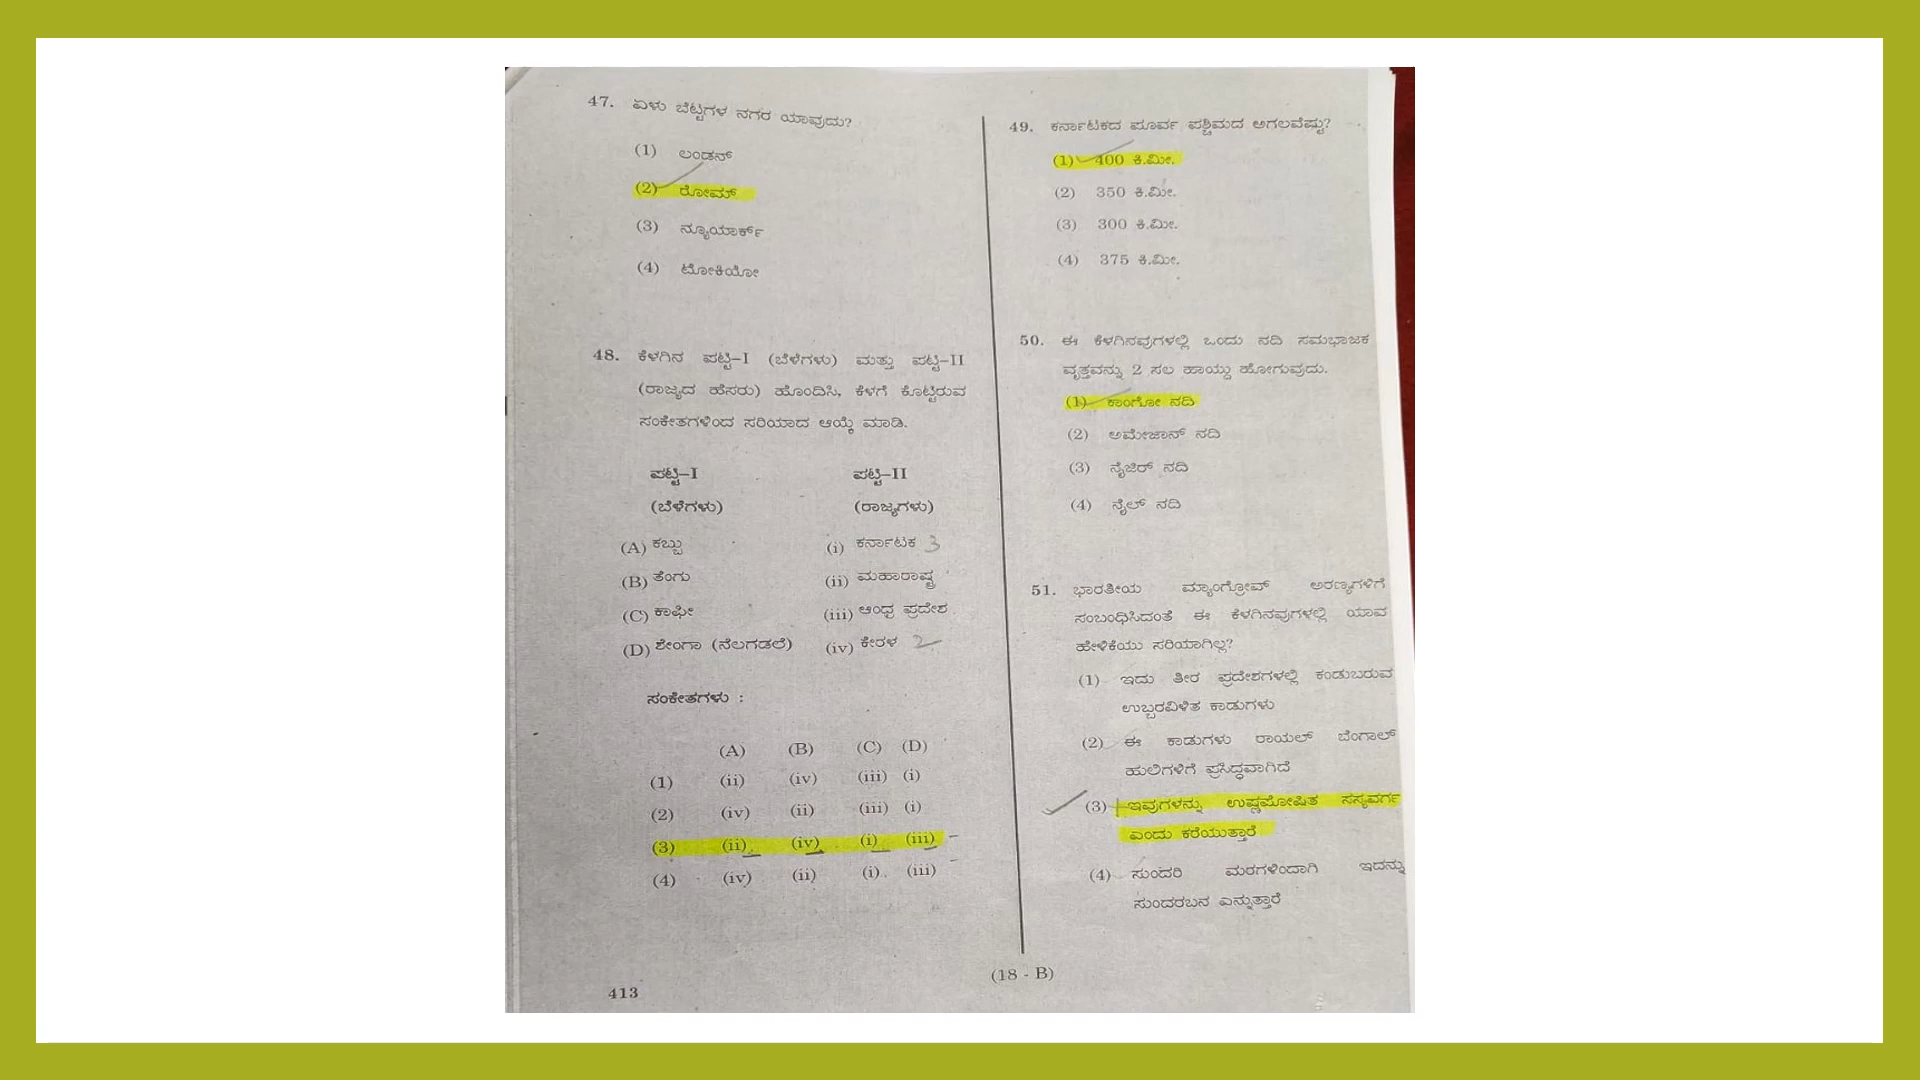 47. ಏಳು ಬೆಟ್ಟಗಳ ನಗರ ಯಾವುದು?
(1) ಲಂಡನ್
(2) ರೋಮ್
(3) ನ್ಯೂಯಾರ್ಕ್
(4) ಟೋಕಿಯೋ
48. ಕೆಳಗಿನ ಪಟ್ಟಿ–I (ಬೆಳೆಗಳು) ಮತ್ತು ಪಟ್ಟಿ–II
(ರಾಜ್ಯದ ಹೆಸರು) ಹೊಂದಿಸಿ, ಕೆಳಗೆ ಕೊಟ್ಟಿರುವ
ಸಂಕೇತಗಳಿಂದ ಸರಿಯಾದ ಆಯ್ಕೆ ಮಾಡಿ.
ಪಟ್ಟಿ–I ಪಟ್ಟಿ–II
(ಬೆಳೆಗಳು) (ರಾಜ್ಯಗಳು)
(A) ಕಬ್ಬು (i) ಕರ್ನಾಟಕ 3
(B) ತೆಂಗು (ii) ಮಹಾರಾಷ್ಟ್ರ
(C) ಕಾಫೀ (iii) ಆಂಧ್ರ ಪ್ರದೇಶ
(D) ಶೇಂಗಾ (ನೆಲಗಡಲೆ) (iv) ಕೇರಳ 2
ಸಂಕೇತಗಳು :
(A) (B) (C) (D)
(1) (ii) (iv) (iii) (i)
(2) (iv) (ii) (iii) (i)
(3) (ii) (iv) (i) (iii)
(4) (iv) (ii) (i) (iii)
49. ಕರ್ನಾಟಕದ ಪೂರ್ವ ಪಶ್ಚಿಮದ ಅಗಲವೆಷ್ಟು?
(1) 400 ಕಿ.ಮೀ.
(2) 350 ಕಿ.ಮೀ.
(3) 300 ಕಿ.ಮೀ.
(4) 375 ಕಿ.ಮೀ.
50. ಈ ಕೆಳಗಿನವುಗಳಲ್ಲಿ ಒಂದು ನದಿ ಸಮಭಾಜಕ
ವೃತ್ತವನ್ನು 2 ಸಲ ಹಾಯ್ದು ಹೋಗುವುದು.
(1) ಕಾಂಗೋ ನದಿ
(2) ಅಮೇಜಾನ್ ನದಿ
(3) ನೈಜಿರ್ ನದಿ
(4) ನೈಲ್ ನದಿ
51. ಭಾರತೀಯ ಮ್ಯಾಂಗ್ರೋವ್ ಅರಣ್ಯಗಳಿಗೆ
ಸಂಬಂಧಿಸಿದಂತೆ ಈ ಕೆಳಗಿನವುಗಳಲ್ಲಿ ಯಾವ
ಹೇಳಿಕೆಯು ಸರಿಯಾಗಿಲ್ಲ?
(1) ಇದು ತೀರ ಪ್ರದೇಶಗಳಲ್ಲಿ ಕಂಡುಬರುವ
ಉಬ್ಬರವಿಳಿತ ಕಾಡುಗಳು
(2) ಈ ಕಾಡುಗಳು ರಾಯಲ್ ಬೆಂಗಾಲ್
ಹುಲಿಗಳಿಗೆ ಪ್ರಸಿದ್ಧವಾಗಿದೆ
(3) ಇವುಗಳನ್ನು ಉಷ್ಣಪೋಷಿತ ಸಸ್ಯವರ್ಗ
ಎಂದು ಕರೆಯುತ್ತಾರೆ
(4) ಸುಂದರಿ ಮರಗಳಿಂದಾಗಿ ಇದನ್ನು
ಸುಂದರಬನ ಎನ್ನುತ್ತಾರೆ
(18 - B)
413